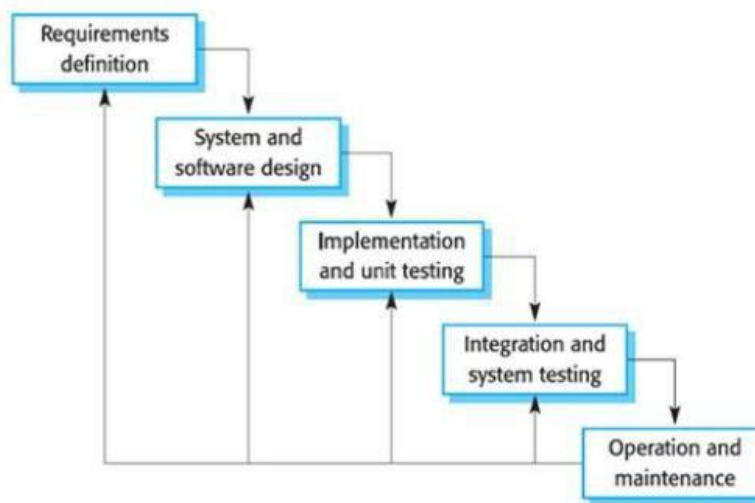 Requirements
definition
System and
software design
Implementation
and unit testing
Integration and
system testing
Operation and
maintenance